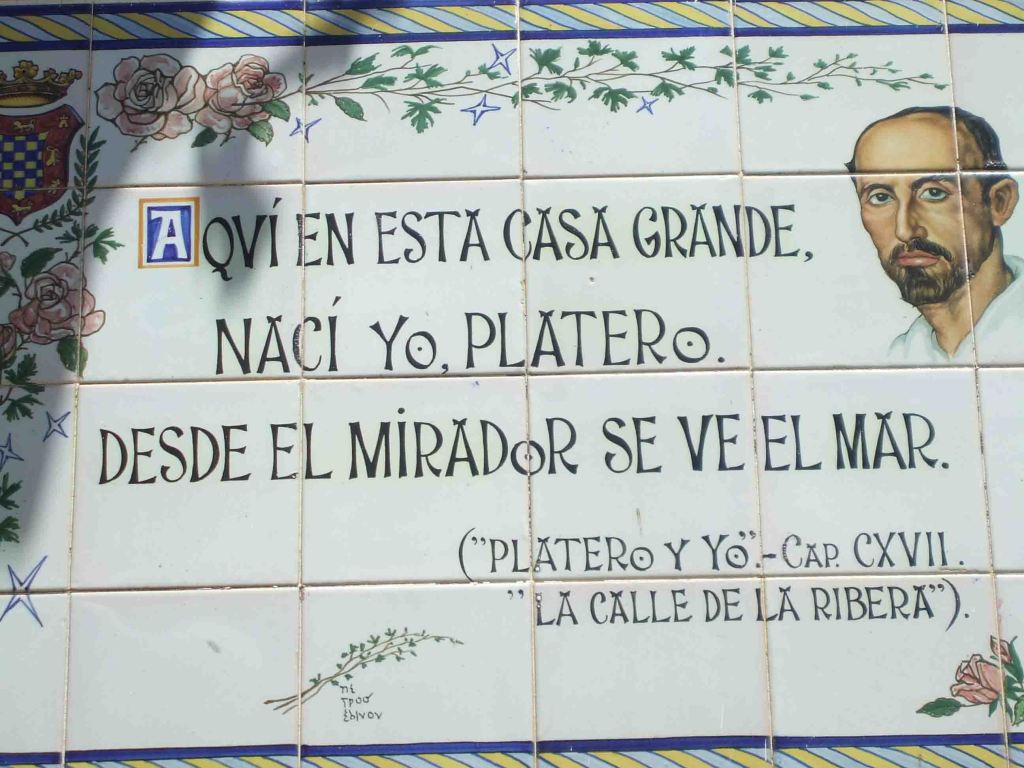 AQVÍ EN ESTA CASA GRANDE,
NACÍ YO, PLATERO.
DESDE EL MIRADOR SE VE EL MAR.
("PLATERO Y YO".-CAP. CXVII.
"LA CALLE DE LA RIBERA").